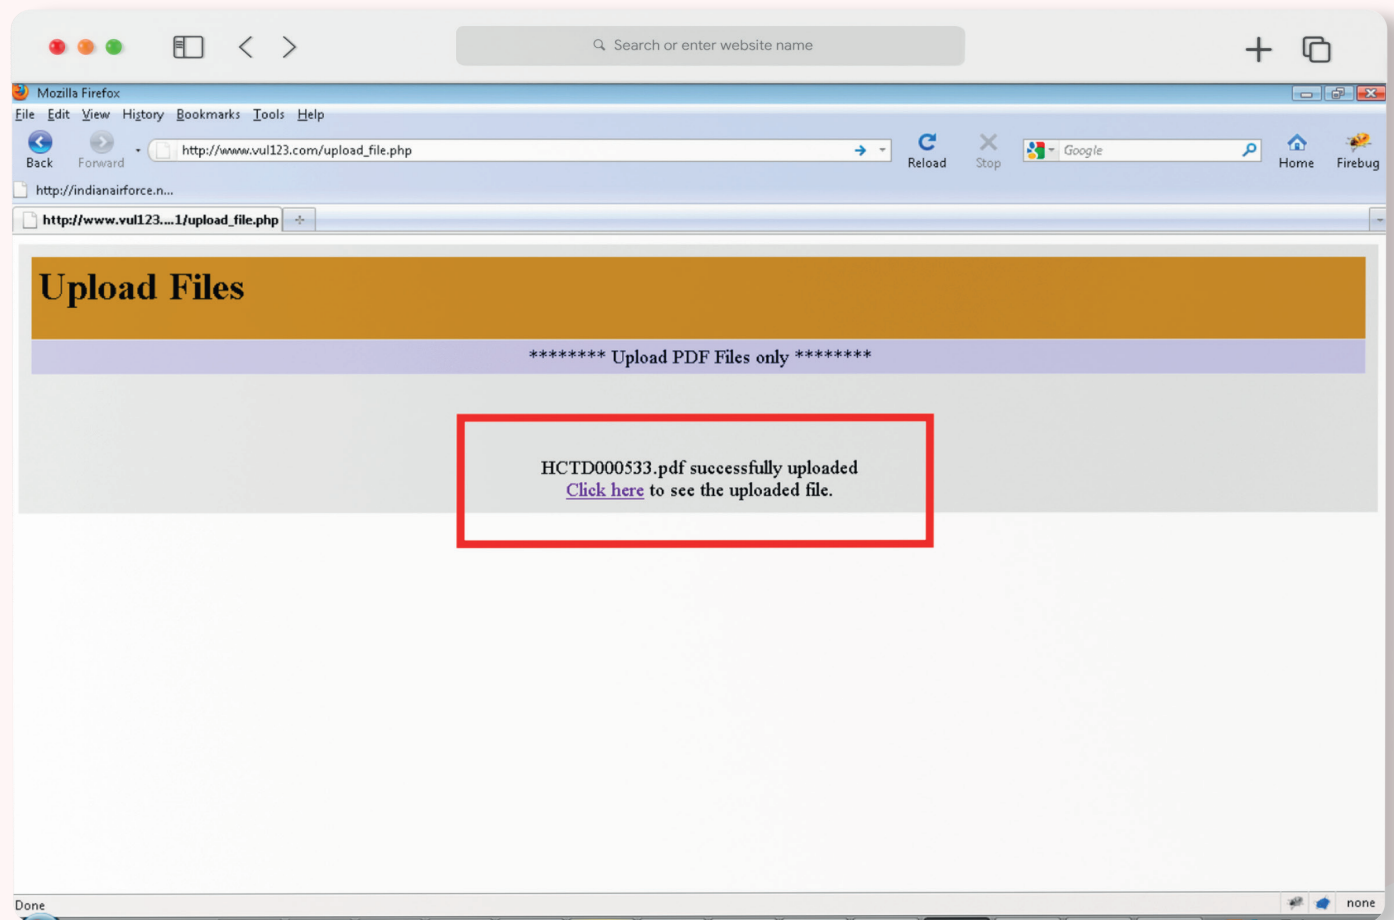 Search or enter website name
Mozilla Firefox
File Edit View History Bookmarks Tools Help
Back Forward http://www.vul123.com/upload_file.php Reload Stop Google Home Firebug
http://indianairforce.n...
http://www.vul123....1/upload_file.php
Upload Files
******** Upload PDF Files only ********
HCTD000533.pdf successfully uploaded
Click here to see the uploaded file.
Done none